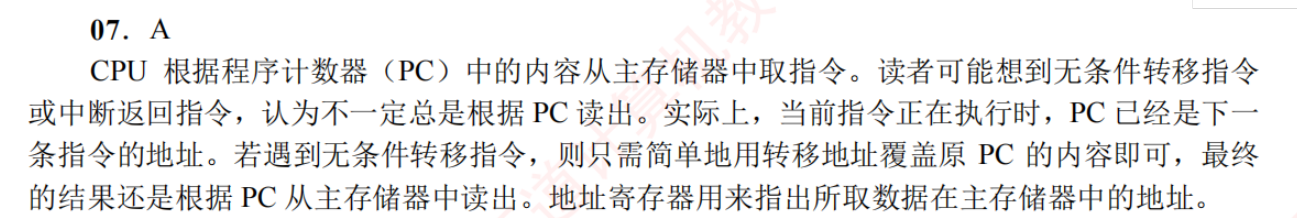 07. A
CPU 根据程序计数器（PC）中的内容从主存储器中取指令。读者可能想到无条件转移指令
或中断返回指令，认为不一定总是根据 PC 读出。实际上，当前指令正在执行时，PC 已经是下一
条指令的地址。若遇到无条件转移指令，则只需简单地用转移地址覆盖原 PC 的内容即可，最终
的结果还是根据 PC 从主存储器中读出。地址寄存器用来指出所取数据在主存储器中的地址。
道计算机教